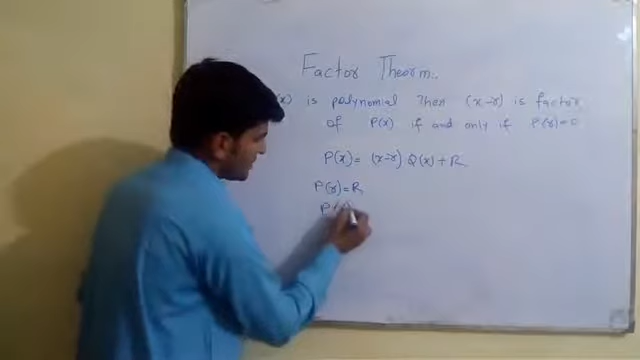 Factor Theorm.
(x) is polynomial Then (x-r) is factor
of P(x) if and only if P(r)=0
P(x) = (x-r) Q(x) + R
P(r) = R
P(